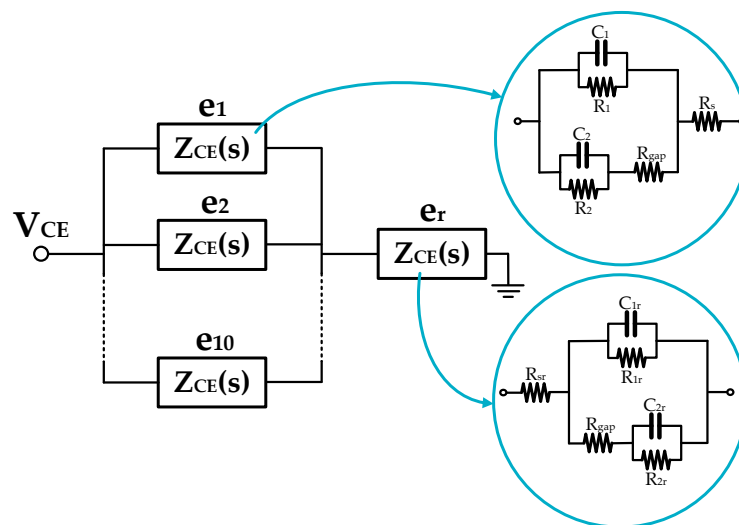 e1
ZCE(s)
e2
ZCE(s)
VCE
e10
ZCE(s)
er
ZCE(s)
C1
R1
Rs
C2
Rgap
R2
C1r
R1r
Rsr
C2r
Rgap
R2r